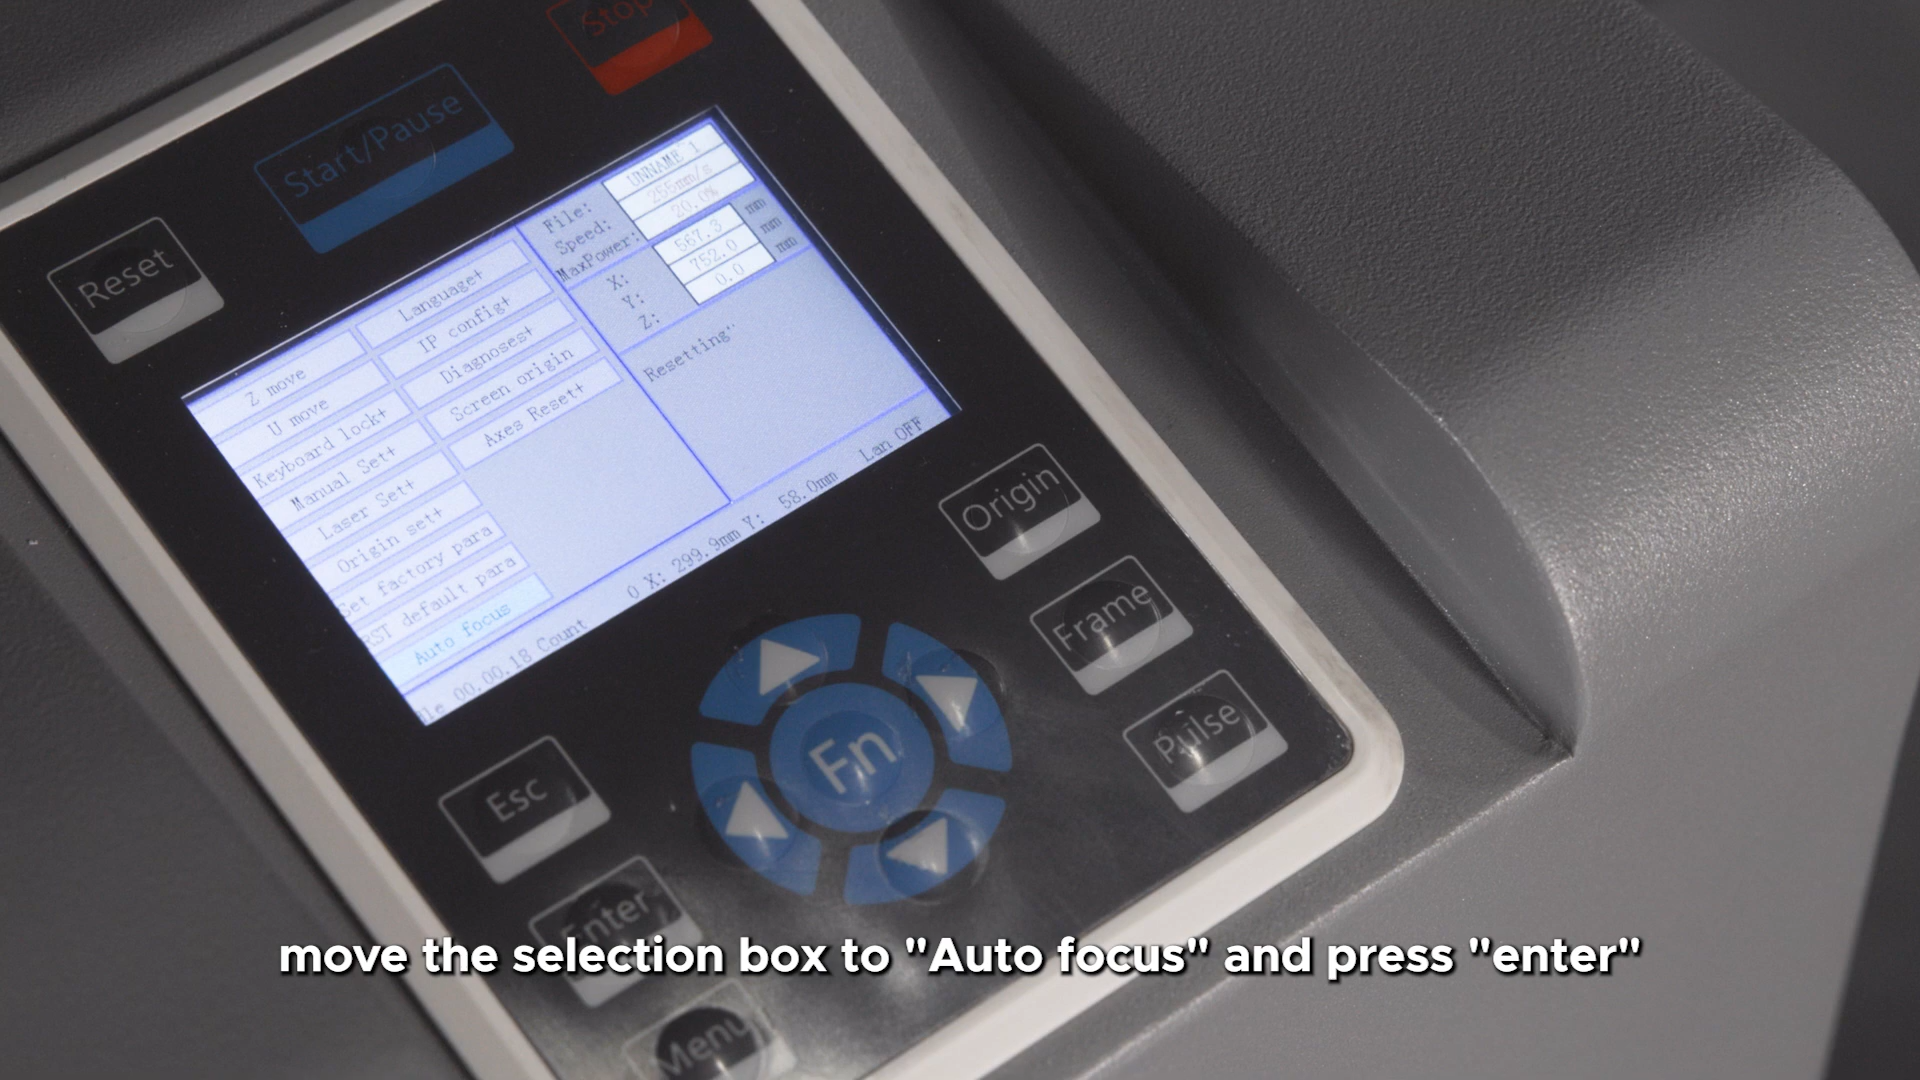 Stop
Start/Pause
Reset
File: UNNAME 1
Speed: 255mm/s
MaxPower: 20.0%
X: 567.3 mm
Y: 752.0 mm
Z: 0.0 mm
Resetting"
Language+
IP config+
Diagnoses+
Screen origin
Axes Reset+
Z move
U move
Keyboard lock+
Manual Set+
Laser Set+
Origin set+
Set factory para
RST default para
Auto focus
00.00.18 Count 0 X: 299.9mm Y: 58.0mm Lan OFF
Origin
Frame
Pulse
Fn
Esc
Enter
Menu
move the selection box to "Auto focus" and press "enter"